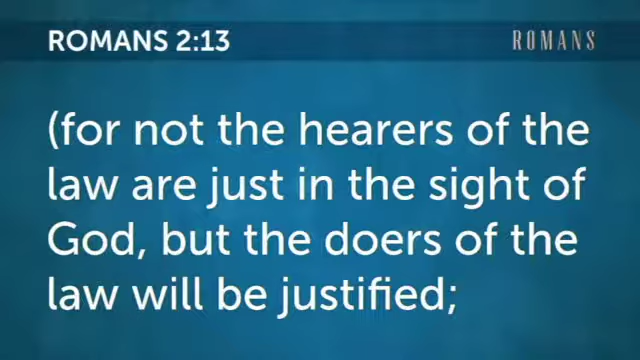 ROMANS 2:13
ROMANS
(for not the hearers of the
law are just in the sight of
God, but the doers of the
law will be justified;